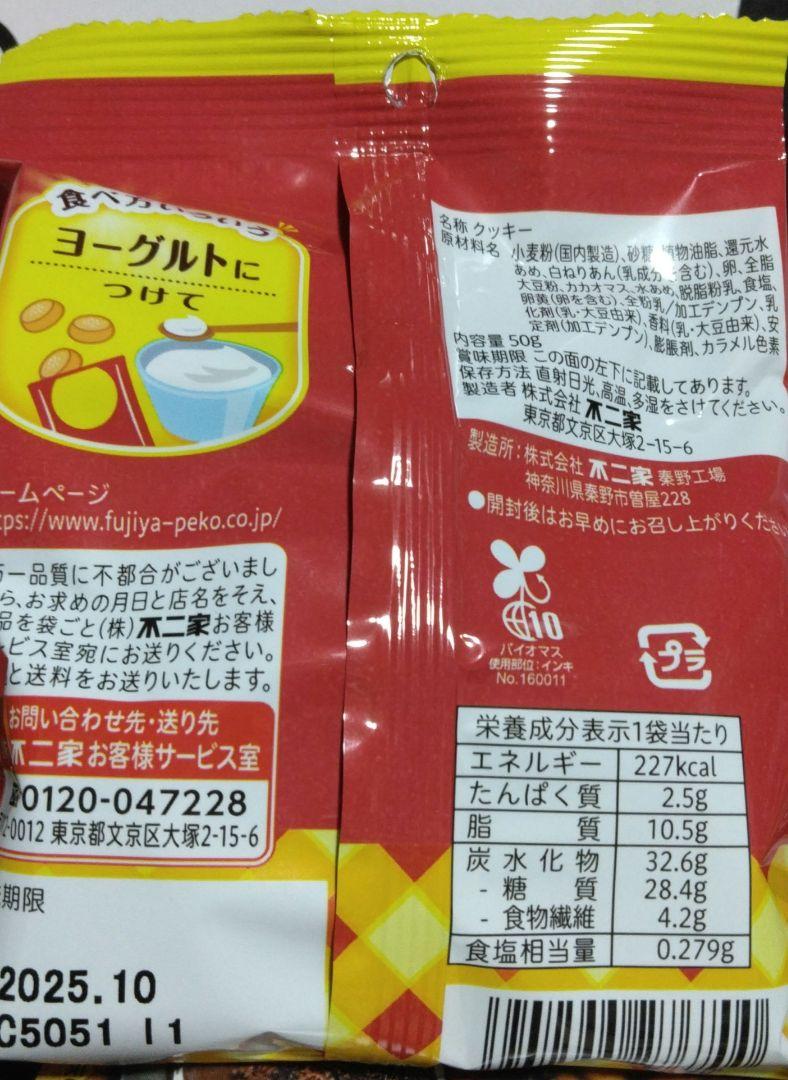 食べ方いろいろ
ヨーグルトに
つけて
ームページ
ps://www.fujiya-peko.co.jp/
一品質に不都合がございまし
ら、お求めの月日と店名をそえ、
品を袋ごと(株)不二家お客様
ビス室宛にお送りください。
と送料をお送りいたします。
お問い合わせ先・送り先
不二家お客様サービス室
0120-047228
-0012 東京都文京区大塚2-15-6
期限
2025.10
C5051 11
名称 クッキー
原材料名 小麦粉(国内製造)、砂糖、植物油脂、還元水
あめ、白ねりあん(乳成分を含む)、卵、全脂
大豆粉、カカオマス、水あめ、脱脂粉乳、食塩、
卵黄(卵を含む)、全粉乳/加工デンプン、乳
化剤(乳・大豆由来)、香料(乳・大豆由来)、安
定剤(加工デンプン)、膨脹剤、カラメル色素
内容量 50g
賞味期限 この面の左下に記載してあります。
保存方法 直射日光、高温、多湿をさけてください。
製造者 株式会社 不二家
東京都文京区大塚2-15-6
製造所:株式会社 不二家 秦野工場
神奈川県秦野市曽屋228
●開封後はお早めにお召し上がりくださ
10
バイオマス
使用部位:インキ
No.160011
プラ
栄養成分表示1袋当たり
エネルギー 227kcal
たんぱく質 2.5g
脂質 10.5g
炭水化物 32.6g
- 糖質 28.4g
- 食物繊維 4.2g
食塩相当量 0.279g